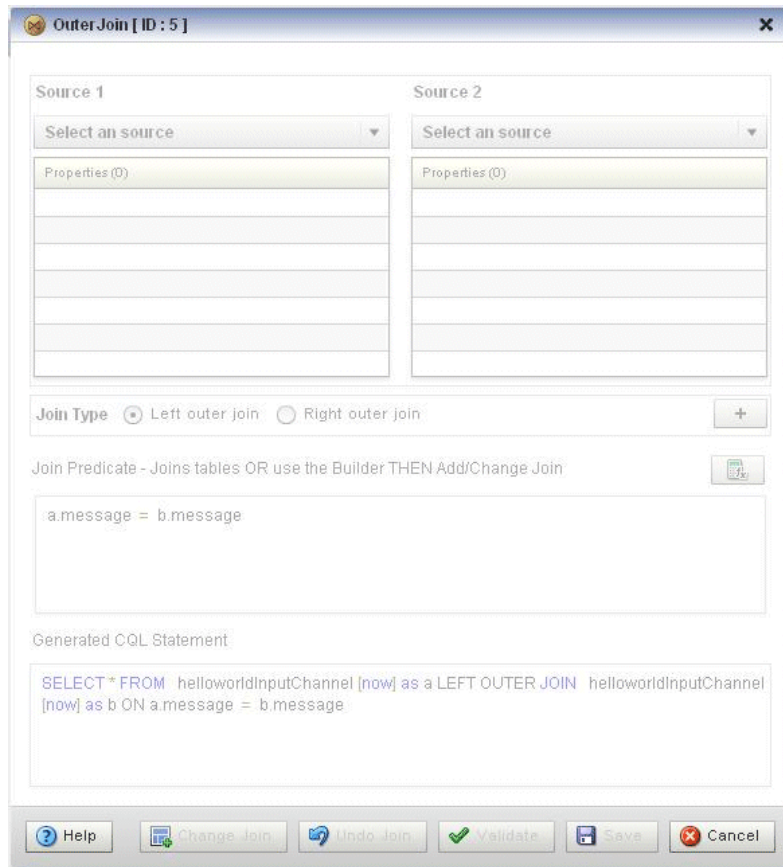 OuterJoin [ ID : 5 ]
Source 1
Source 2
Select an source
Select an source
Properties (0)
Properties (0)
Join Type Left outer join Right outer join +
Join Predicate - Joins tables OR use the Builder THEN Add/Change Join
a.message = b.message
Generated CQL Statement
SELECT * FROM helloworldInputChannel [now] as a LEFT OUTER JOIN helloworldInputChannel
[now] as b ON a.message = b.message
Help Change Join Undo Join Validate Save Cancel